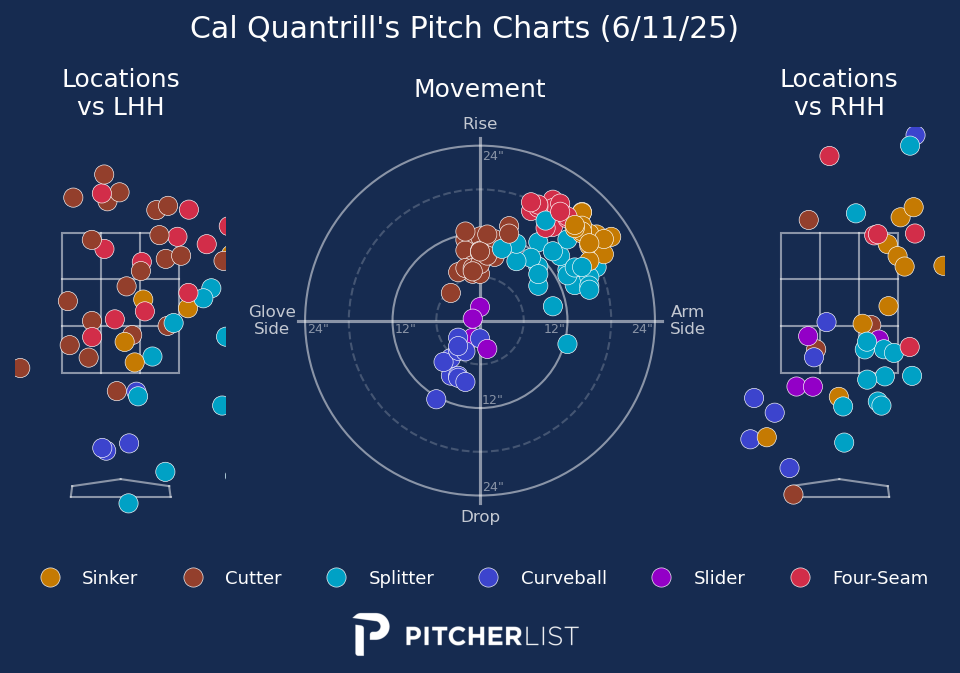 Cal Quantrill's Pitch Charts (6/11/25)
Locations
vs LHH
Movement
Locations
vs RHH
Rise
24"
Glove
Side
24"
12"
12"
24"
Arm
Side
12"
24"
Drop
Sinker
Cutter
Splitter
Curveball
Slider
Four-Seam
PITCHERLIST